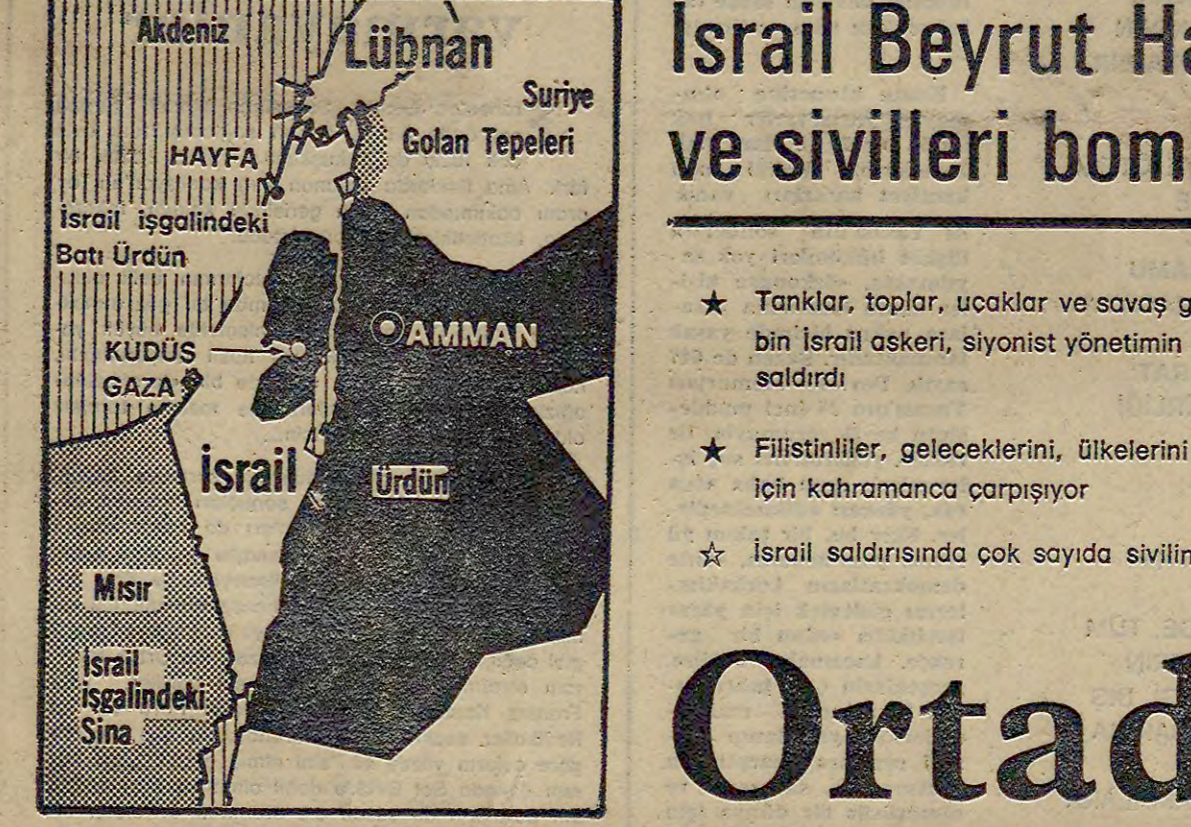 Akdeniz
Lübnan
Suriye
Golan Tepeleri
HAYFA
İsrail işgalindeki
Batı Ürdün
AMMAN
KUDÜŞ
GAZA
İsrail
Ürdün
Mısır
İsrail
işgalindeki
Sina
İsrail Beyrut Ha
ve sivilleri bom
★ Tanklar, toplar, uçaklar ve savaş g
bin İsrail askeri, siyonist yönetimin
saldırdı
★ Filistinliler, geleceklerini, ülkelerini
için kahramanca çarpışıyor
☆ İsrail saldırısında çok sayıda sivilin
Ortad